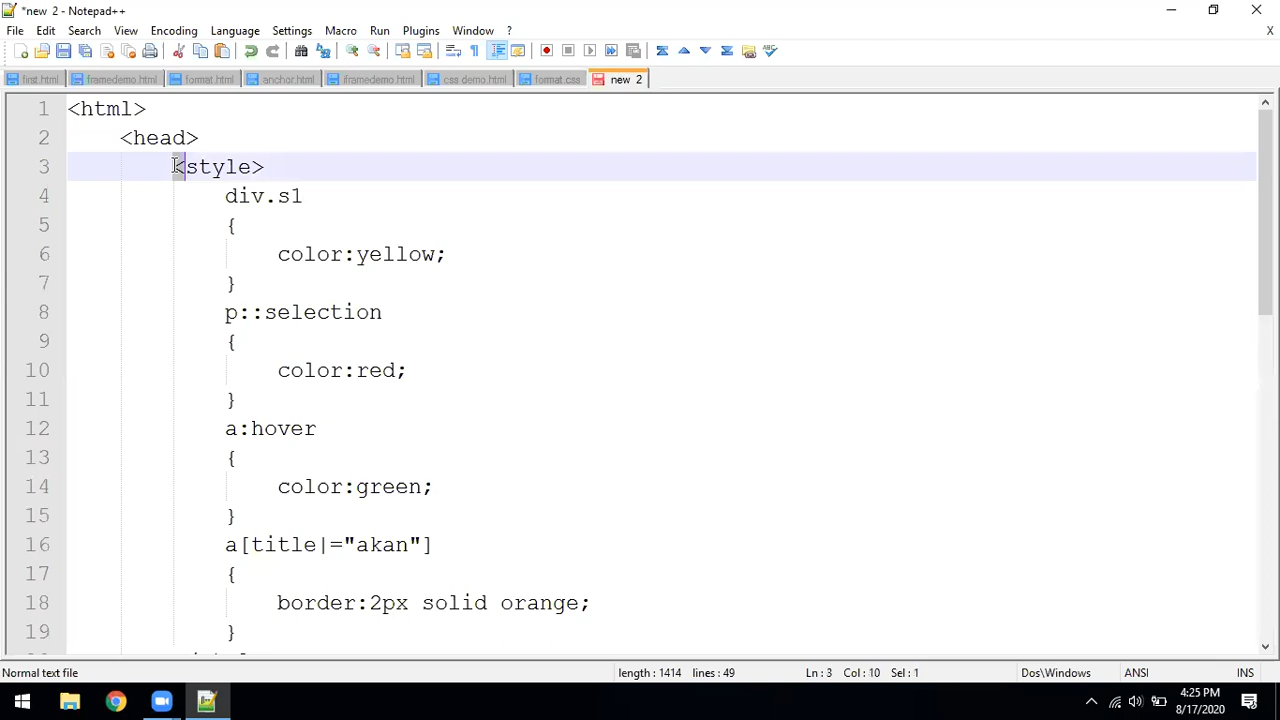 *new 2 - Notepad++
File Edit Search View Encoding Language Settings Macro Run Plugins Window ?
X
first.html framedemo.html format.html anchor.html iframedemo.html css demo.html format.css new 2
1 <html>
2 <head>
3 <style>
4 div.s1
5 {
6 color:yellow;
7 }
8 p::selection
9 {
10 color:red;
11 }
12 a:hover
13 {
14 color:green;
15 }
16 a[title|="akan"]
17 {
18 border:2px solid orange;
19 }
Normal text file length : 1414 lines : 49 Ln : 3 Col : 10 Sel : 1 Dos\Windows ANSI INS
4:25 PM
8/17/2020